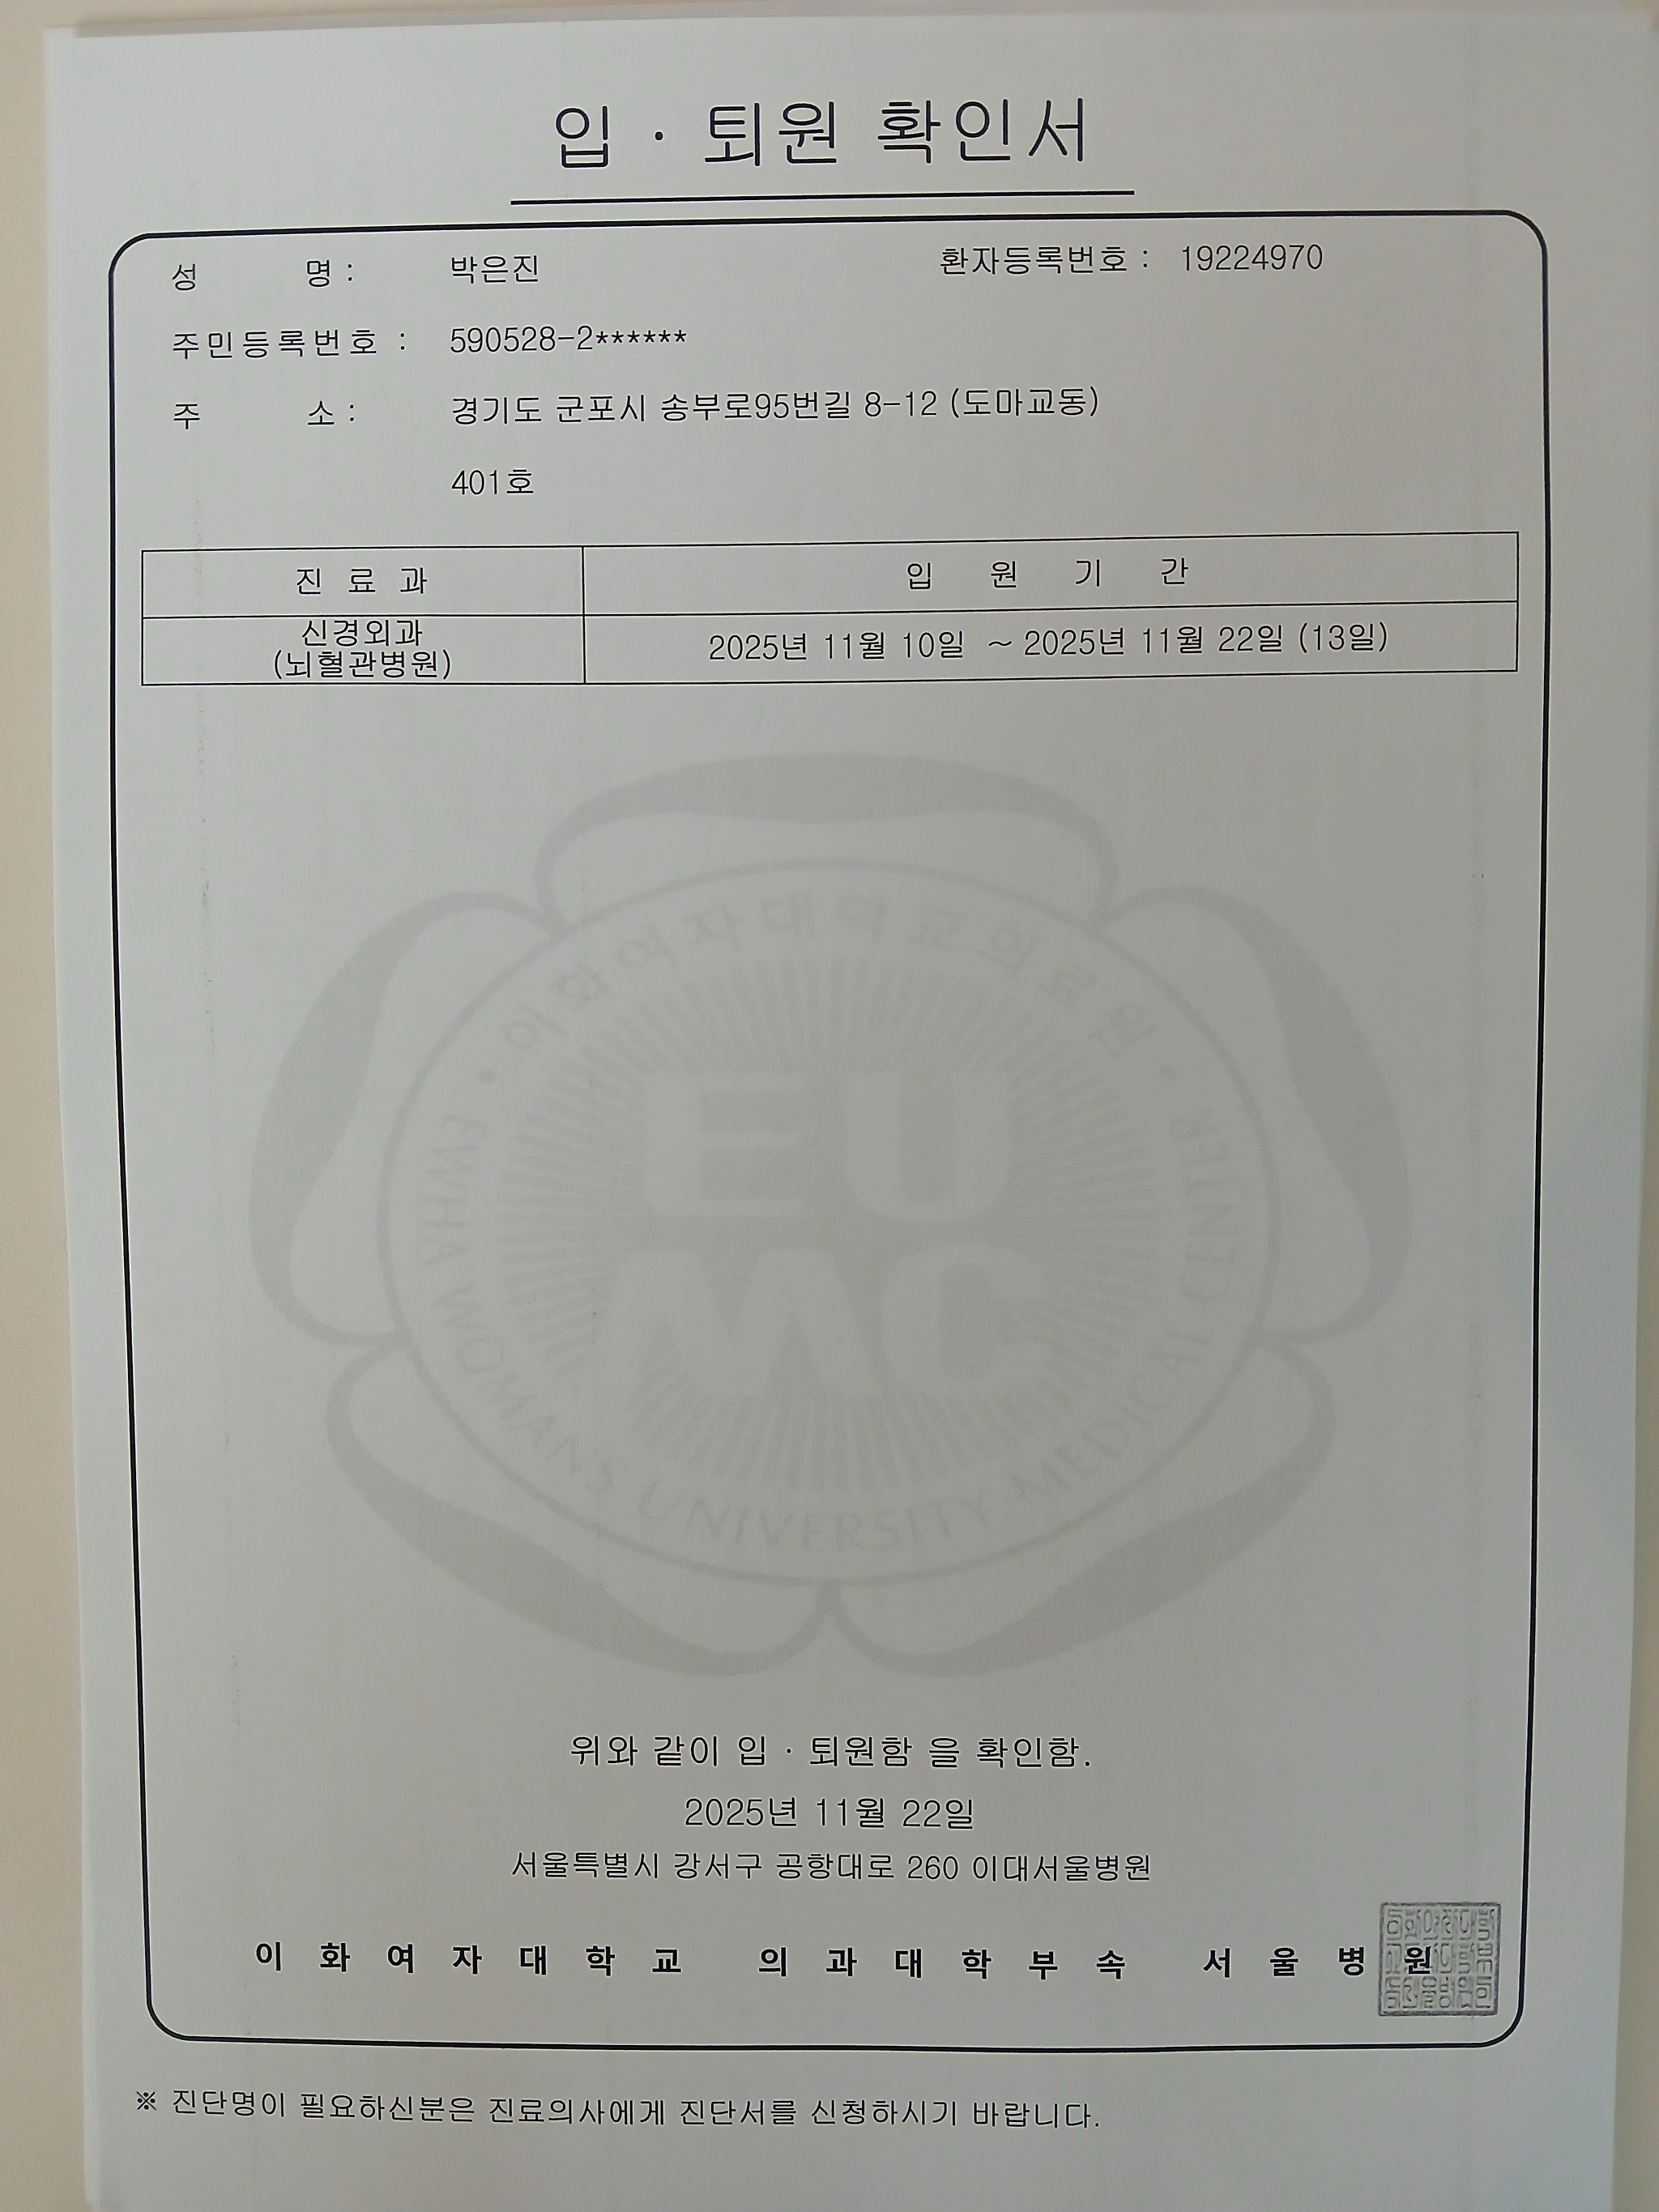 입 · 퇴원 확인서
성 명 : 박은진 환자등록번호 : 19224970
주민등록번호 : 590528-2******
주 소 : 경기도 군포시 송부로95번길 8-12 (도마교동)
401호
진 료 과 입 원 기 간
신경외과
(뇌혈관병원)
2025년 11월 10일 ~ 2025년 11월 22일 (13일)
• 이화여자대학교의료원 •
EU
MC
EWHA WOMANS UNIVERSITY MEDICAL CENTER
위와 같이 입 · 퇴원함 을 확인함.
2025년 11월 22일
서울특별시 강서구 공항대로 260 이대서울병원
이 화 여 자 대 학 교 의 과 대 학 부 속 서 울 병 원
※ 진단명이 필요하신분은 진료의사에게 진단서를 신청하시기 바랍니다.